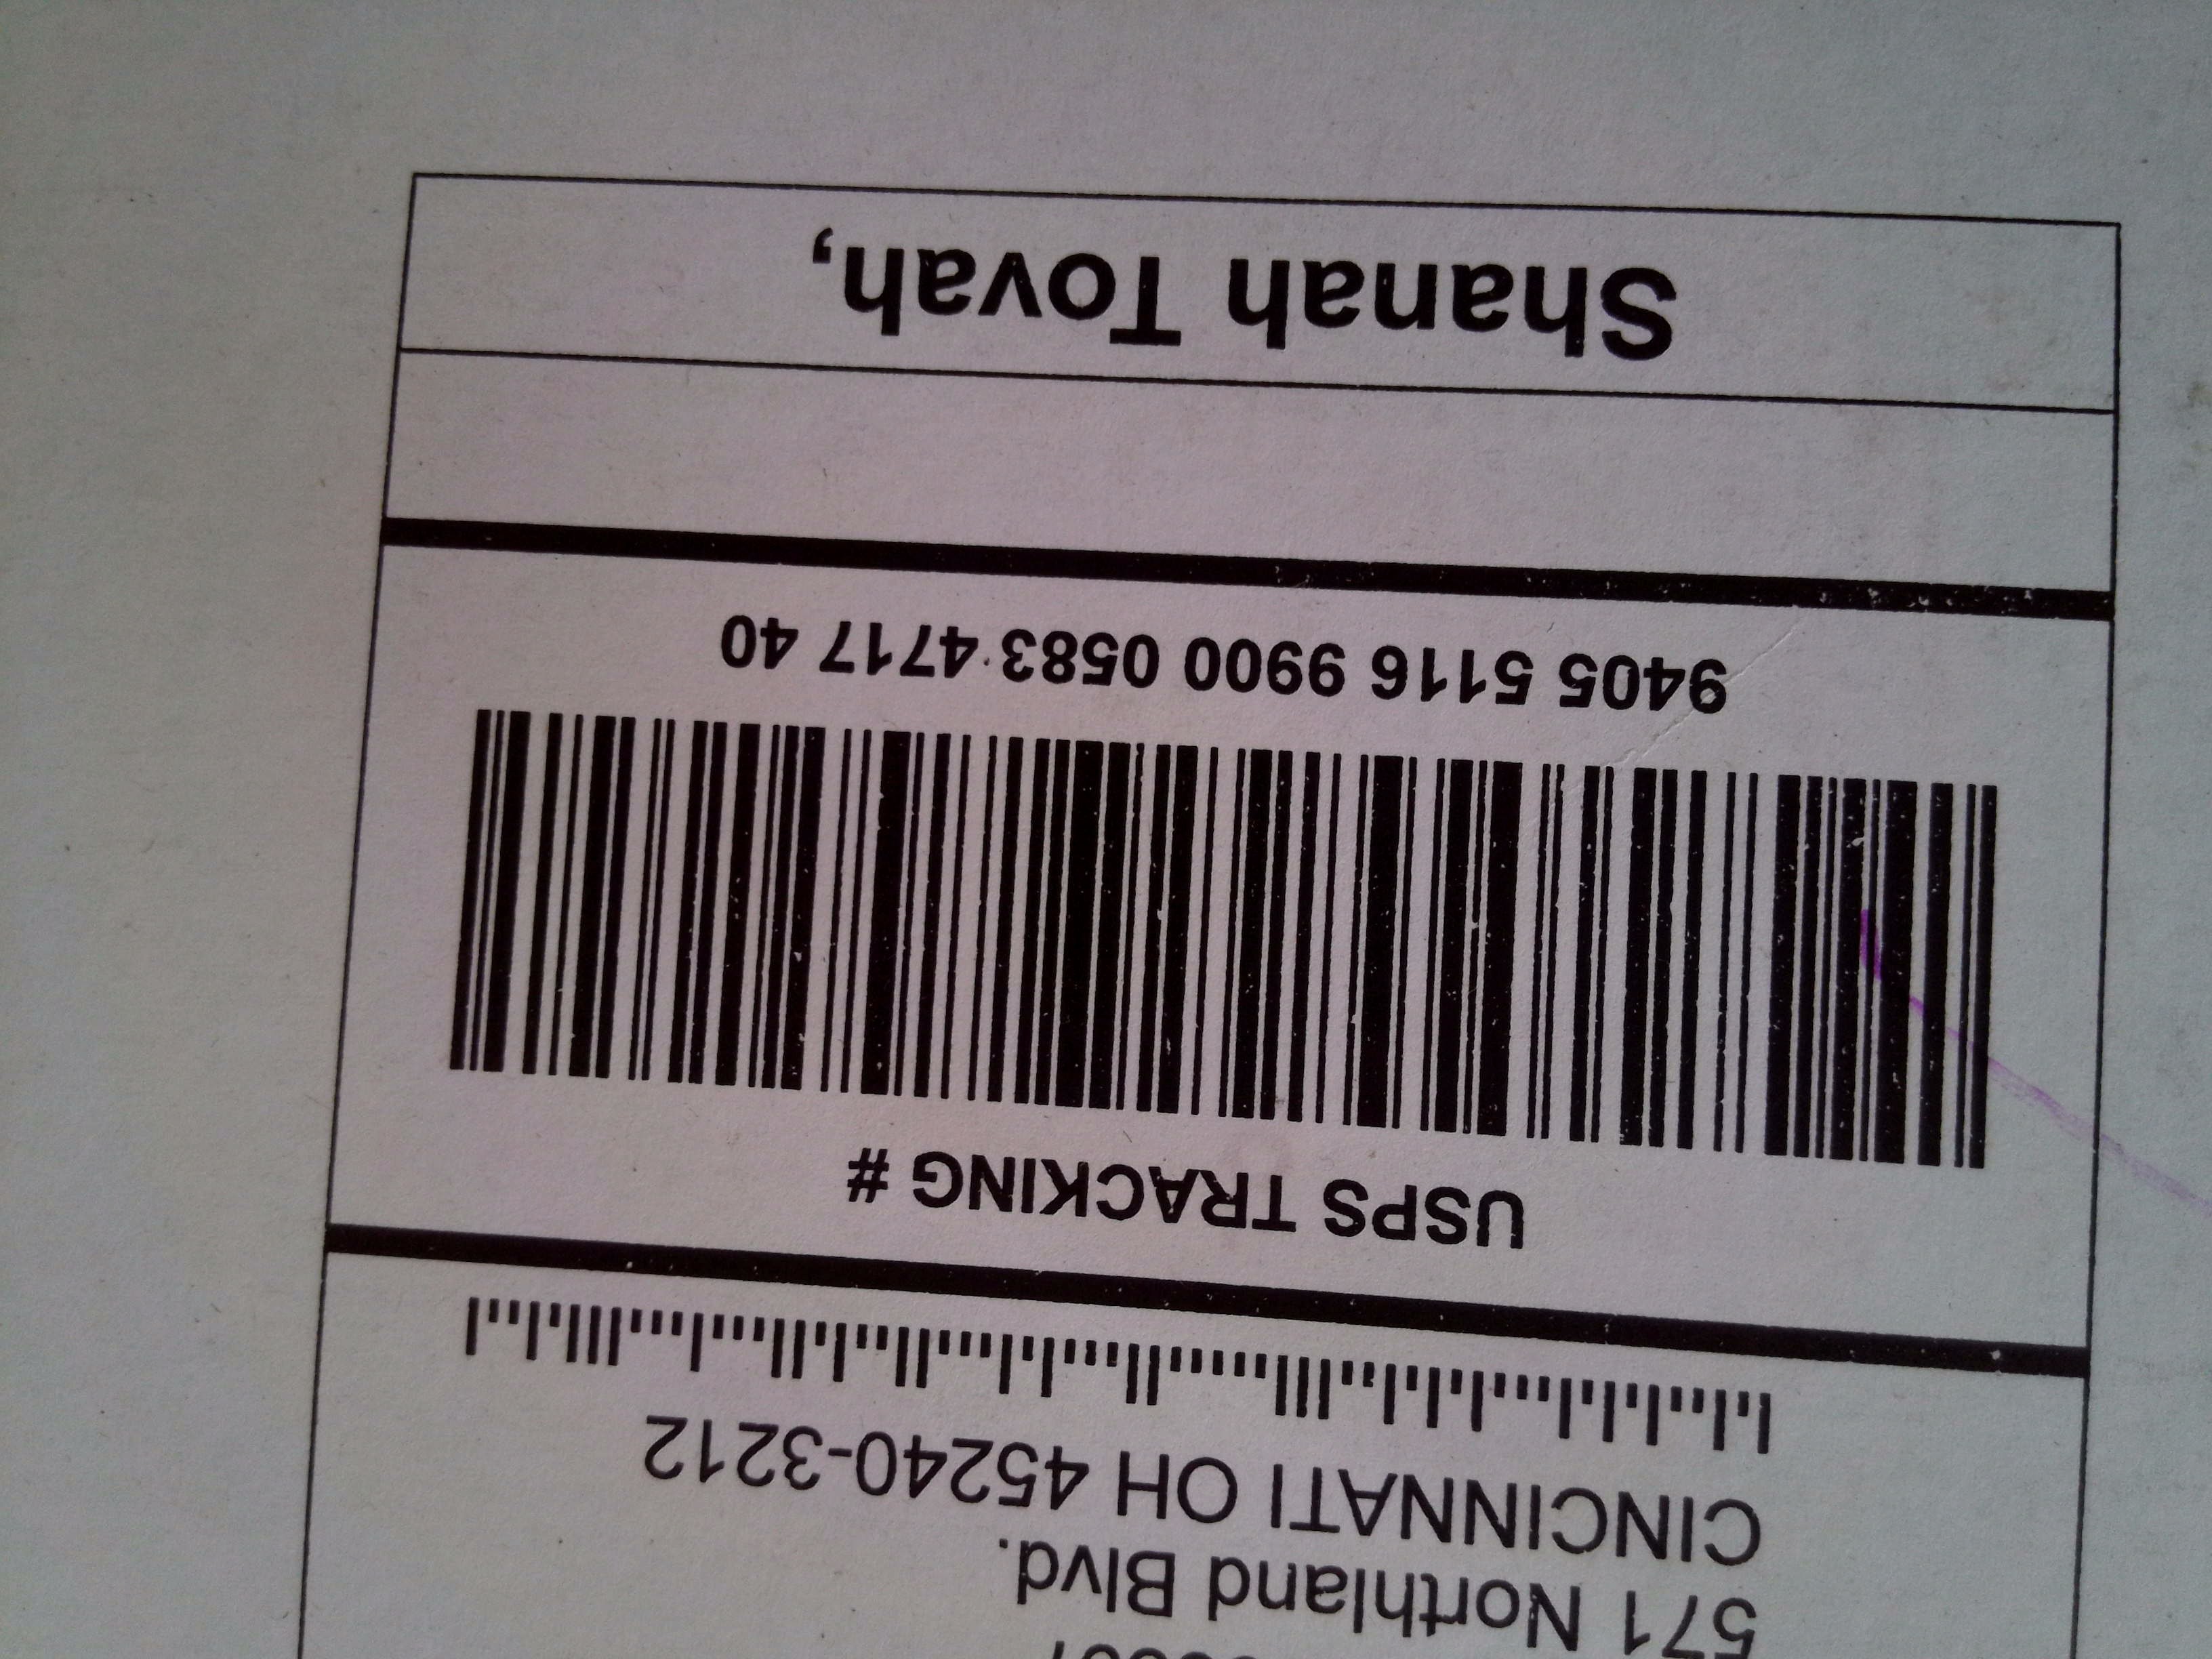 571 Northland Blvd.
CINCINNATI OH 45240-3212
USPS TRACKING #
9405 5116 9900 0583 4717 40
Shanah Tovah,